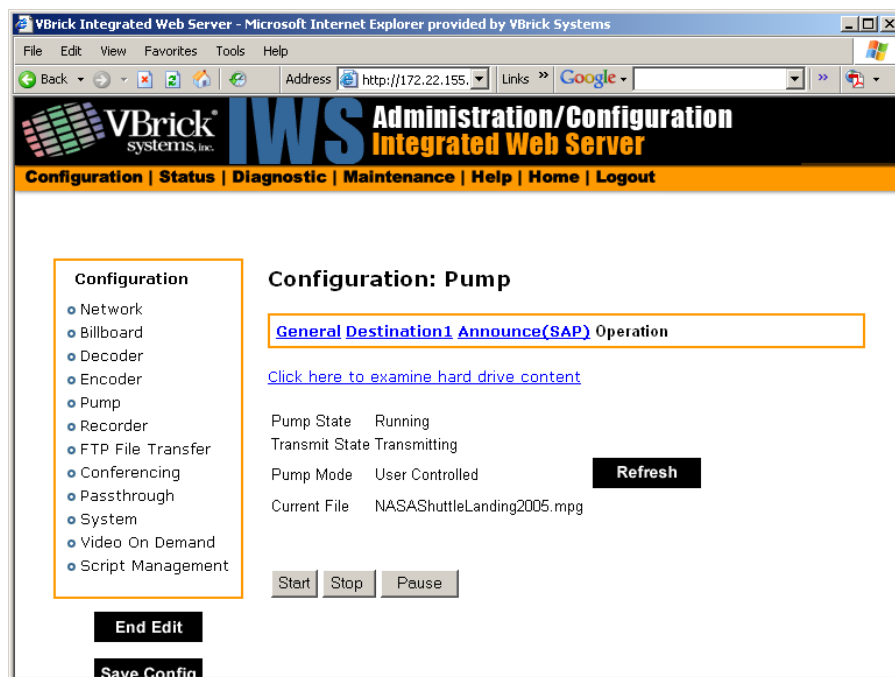 VBrick Integrated Web Server - Microsoft Internet Explorer provided by VBrick Systems
File Edit View Favorites Tools Help
Back Address http://172.22.155. Links » Google »
VBrick systems, inc. IWS Administration/Configuration
Integrated Web Server
Configuration | Status | Diagnostic | Maintenance | Help | Home | Logout
Configuration
Network
Billboard
Decoder
Encoder
Pump
Recorder
FTP File Transfer
Conferencing
Passthrough
System
Video On Demand
Script Management
End Edit
Save Config
Configuration: Pump
General Destination1 Announce(SAP) Operation
Click here to examine hard drive content
Pump State Running
Transmit State Transmitting
Pump Mode User Controlled
Refresh
Current File NASAShuttleLanding2005.mpg
Start Stop Pause